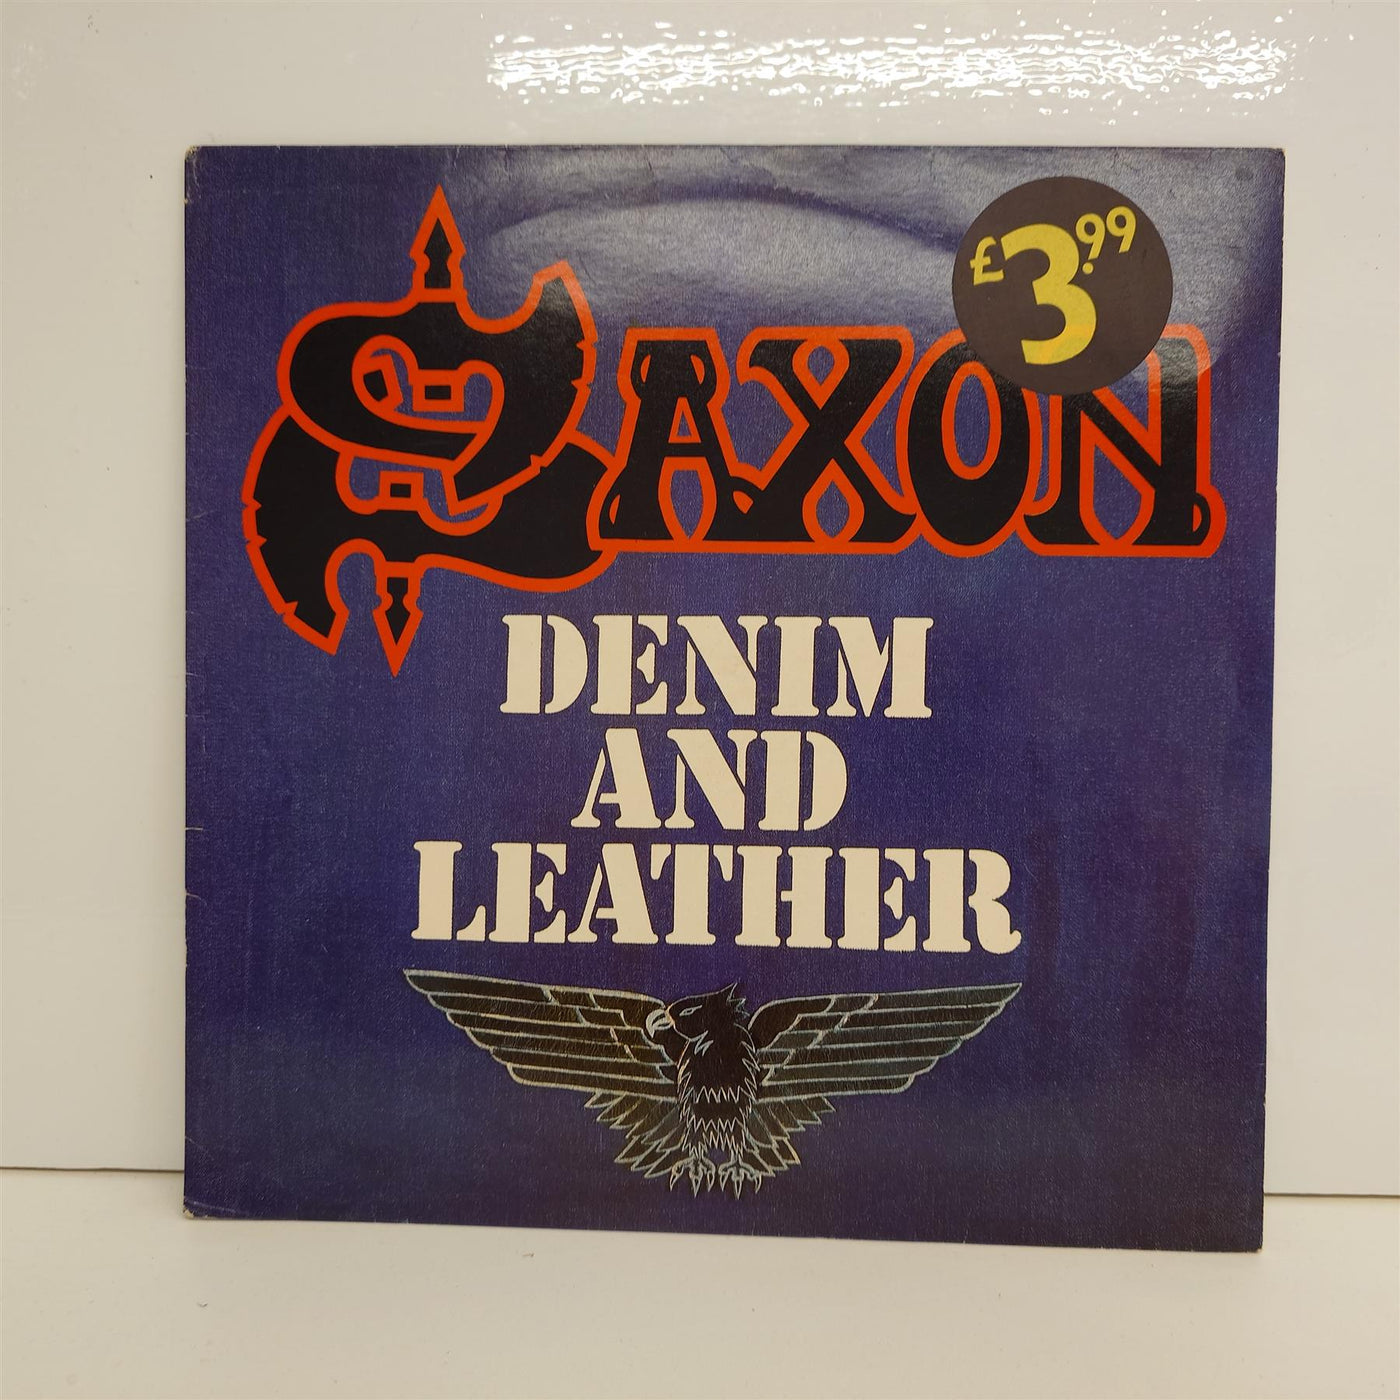 £3.99
SAXON
DENIM
AND
LEATHER